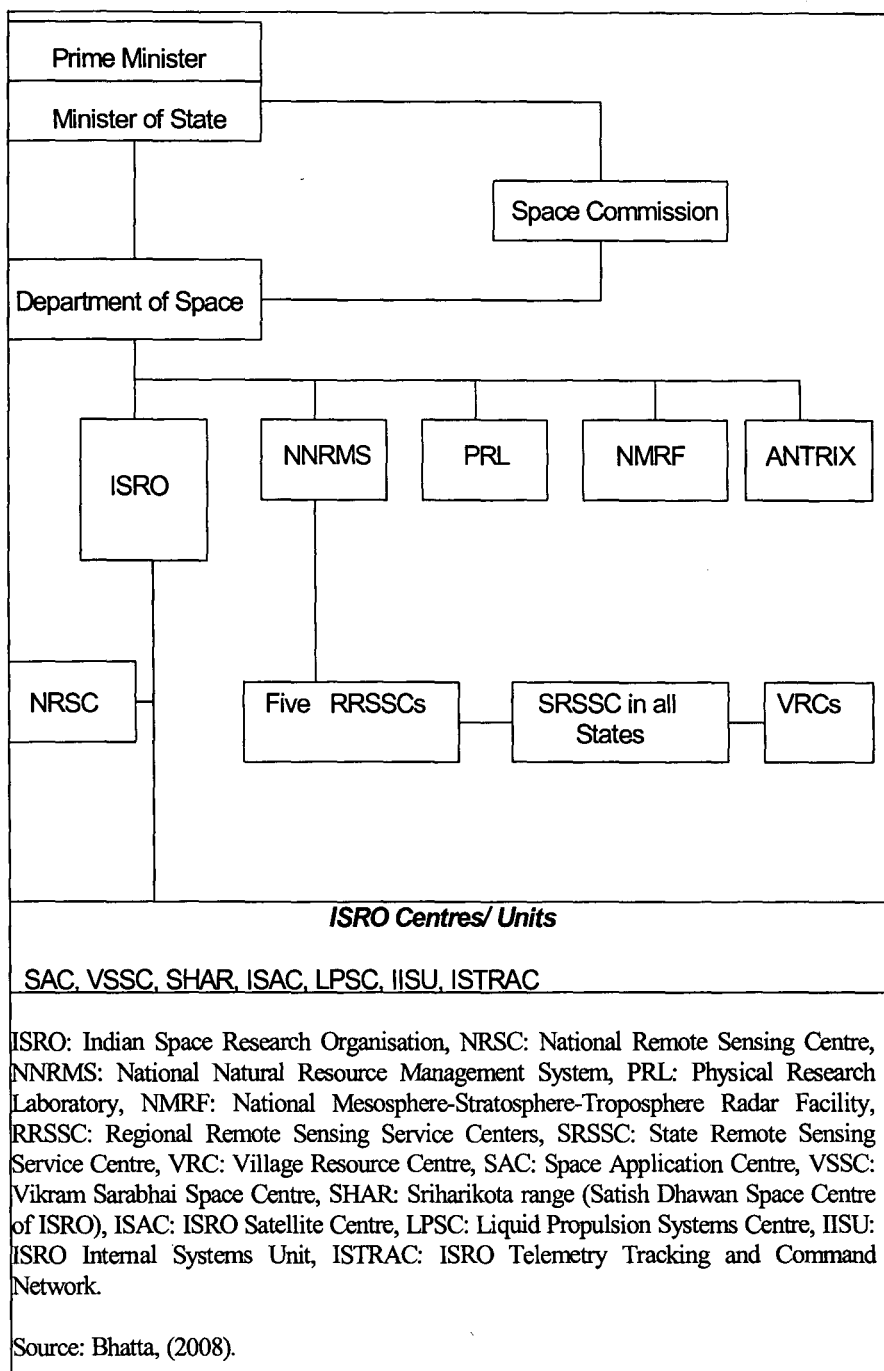 Prime Minister
Minister of State
Space Commission
Department of Space
ISRO
NNRMS
PRL
NMRF
ANTRIX
NRSC
Five RRSSCs
SRSSC in all
States
VRCs
ISRO Centres/ Units
SAC, VSSC, SHAR, ISAC, LPSC, IISU, ISTRAC
ISRO: Indian Space Research Organisation, NRSC: National Remote Sensing Centre,
NNRMS: National Natural Resource Management System, PRL: Physical Research
Laboratory, NMRF: National Mesosphere-Stratosphere-Troposphere Radar Facility,
RRSSC: Regional Remote Sensing Service Centers, SRSSC: State Remote Sensing
Service Centre, VRC: Village Resource Centre, SAC: Space Application Centre, VSSC:
Vikram Sarabhai Space Centre, SHAR: Sriharikota range (Satish Dhawan Space Centre
of ISRO), ISAC: ISRO Satellite Centre, LPSC: Liquid Propulsion Systems Centre, IISU:
ISRO Internal Systems Unit, ISTRAC: ISRO Telemetry Tracking and Command
Network.
Source: Bhatta, (2008).